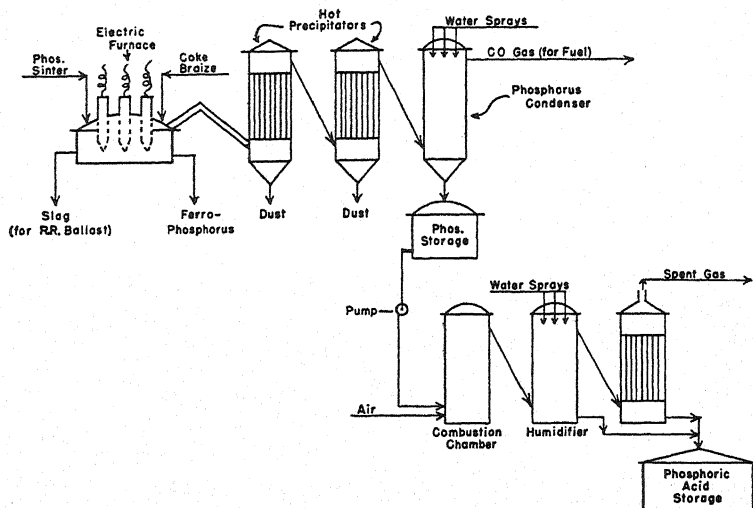 Hot
Precipitators
Water Sprays
Electric
Furnace
Phos.
Sinter
Coke
Braize
CO Gas (for Fuel)
Phosphorus
Condenser
Slag
(for R.R. Ballast)
Ferro-
Phosphorus
Dust
Dust
Phos.
Storage
Spent Gas
Water Sprays
Pump
Air
Combustion
Chamber
Humidifier
Phosphoric
Acid
Storage